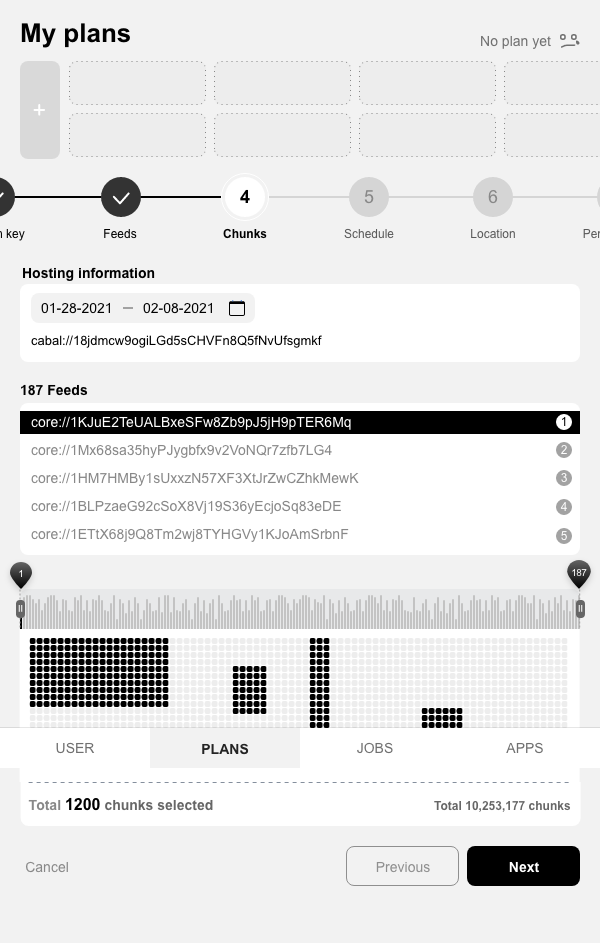 My plans
No plan yet
+
4
5
6
n key
Feeds
Chunks
Schedule
Location
Per
Hosting information
01-28-2021 — 02-08-2021
cabal://18jdmcw9ogiLGd5sCHVFn8Q5fNvUfsgmkf
187 Feeds
core://1KJuE2TeUALBxeSFw8Zb9pJ5jH9pTER6Mq 1
core://1Mx68sa35hyPJygbfx9v2VoNQr7zfb7LG4 2
core://1HM7HMBy1sUxxzN57XF3XtJrZwCZhkMewK 3
core://1BLPzaeG92cSoX8Vj19S36yEcjoSq83eDE 4
core://1ETtX68j9Q8Tm2wj8TYHGVy1KJoAmSrbnF 5
1
187
USER
PLANS
JOBS
APPS
Total 1200 chunks selected
Total 10,253,177 chunks
Cancel
Previous
Next